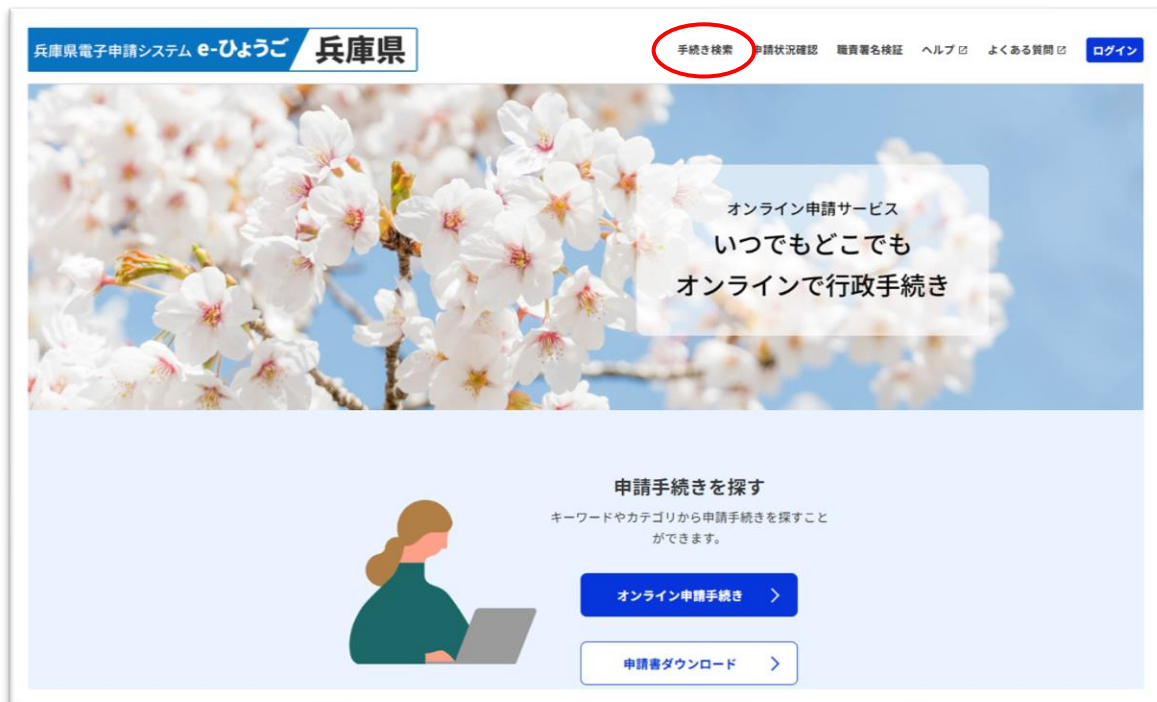 兵庫県電子申請システム e-ひょうご 兵庫県
手続き検索 申請状況確認 職責署名検証 ヘルプ よくある質問 ログイン
オンライン申請サービス
いつでもどこでも
オンラインで行政手続き
申請手続きを探す
キーワードやカテゴリから申請手続きを探すこと
ができます。
オンライン申請手続き
申請書ダウンロード